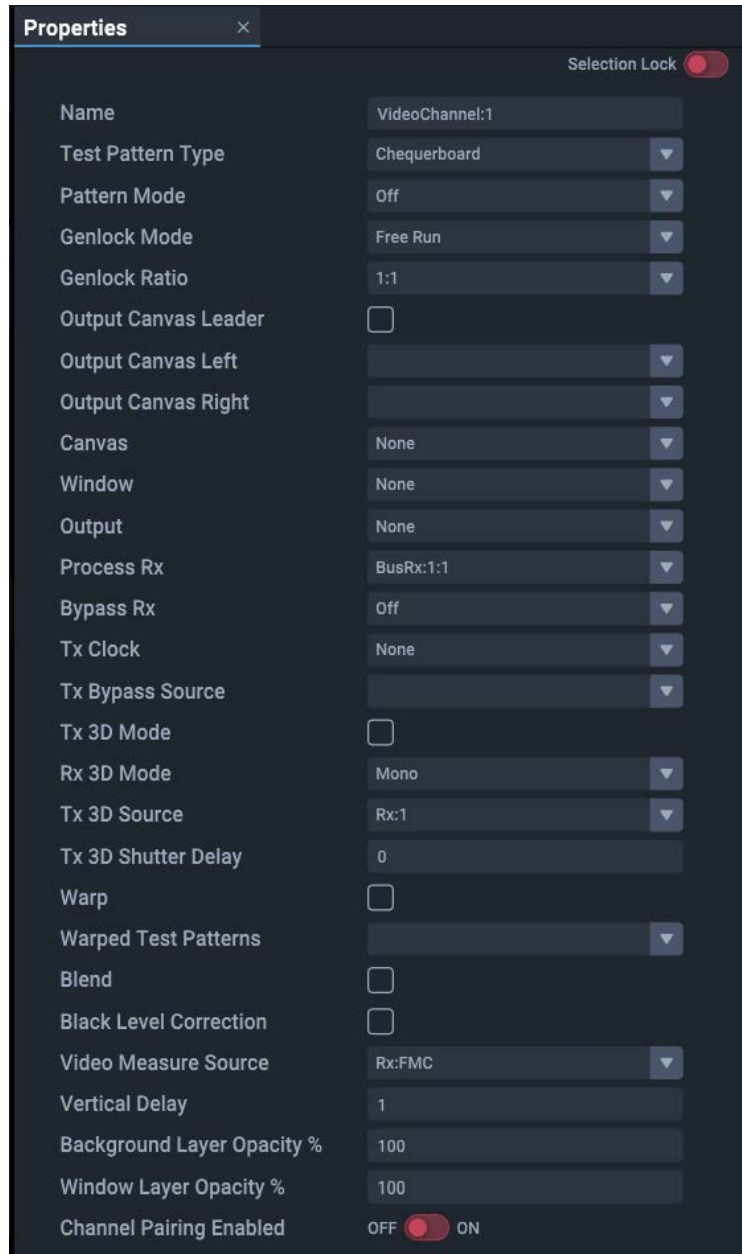 Properties ×
Selection Lock
Name VideoChannel:1
Test Pattern Type Chequerboard
Pattern Mode Off
Genlock Mode Free Run
Genlock Ratio 1:1
Output Canvas Leader
Output Canvas Left
Output Canvas Right
Canvas None
Window None
Output None
Process Rx BusRx:1:1
Bypass Rx Off
Tx Clock None
Tx Bypass Source
Tx 3D Mode
Rx 3D Mode Mono
Tx 3D Source Rx:1
Tx 3D Shutter Delay 0
Warp
Warped Test Patterns
Blend
Black Level Correction
Video Measure Source Rx:FMC
Vertical Delay 1
Background Layer Opacity % 100
Window Layer Opacity % 100
Channel Pairing Enabled OFF ON